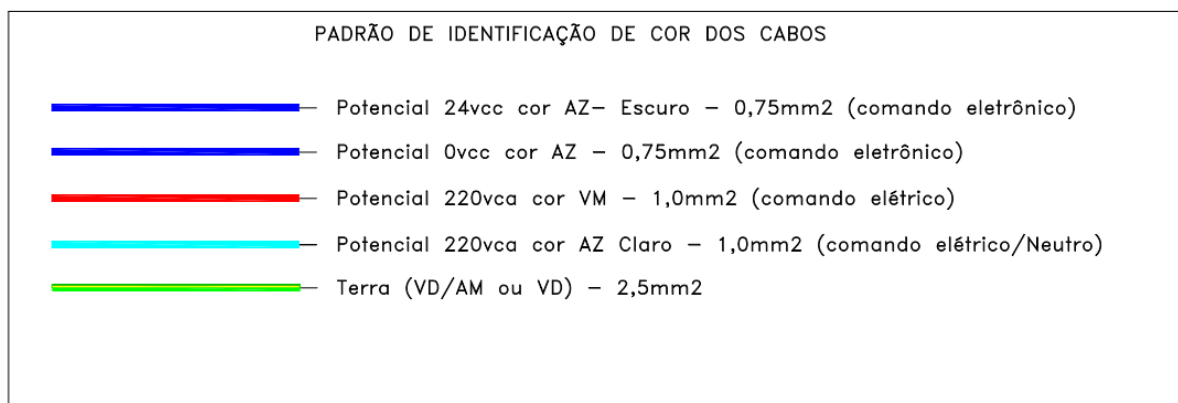 PADRÃO DE IDENTIFICAÇÃO DE COR DOS CABOS
Potencial 24vcc cor AZ- Escuro - 0,75mm2 (comando eletrônico)
Potencial 0vcc cor AZ - 0,75mm2 (comando eletrônico)
Potencial 220vca cor VM - 1,0mm2 (comando elétrico)
Potencial 220vca cor AZ Claro - 1,0mm2 (comando elétrico/Neutro)
Terra (VD/AM ou VD) - 2,5mm2